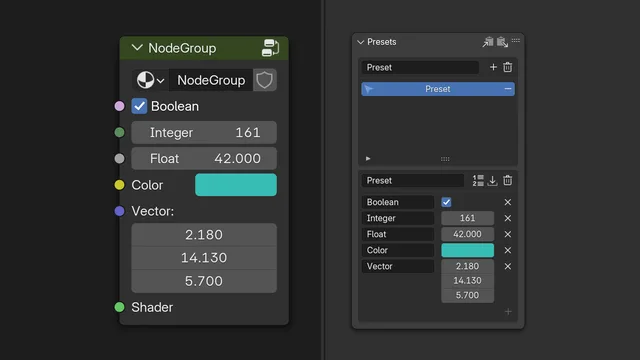 NodeGroup
NodeGroup
Boolean
Integer 161
Float 42.000
Color
Vector:
2.180
14.130
5.700
Shader
Presets
Preset
Preset
Preset
Boolean
Integer 161
Float 42.000
Color
Vector 2.180
14.130
5.700